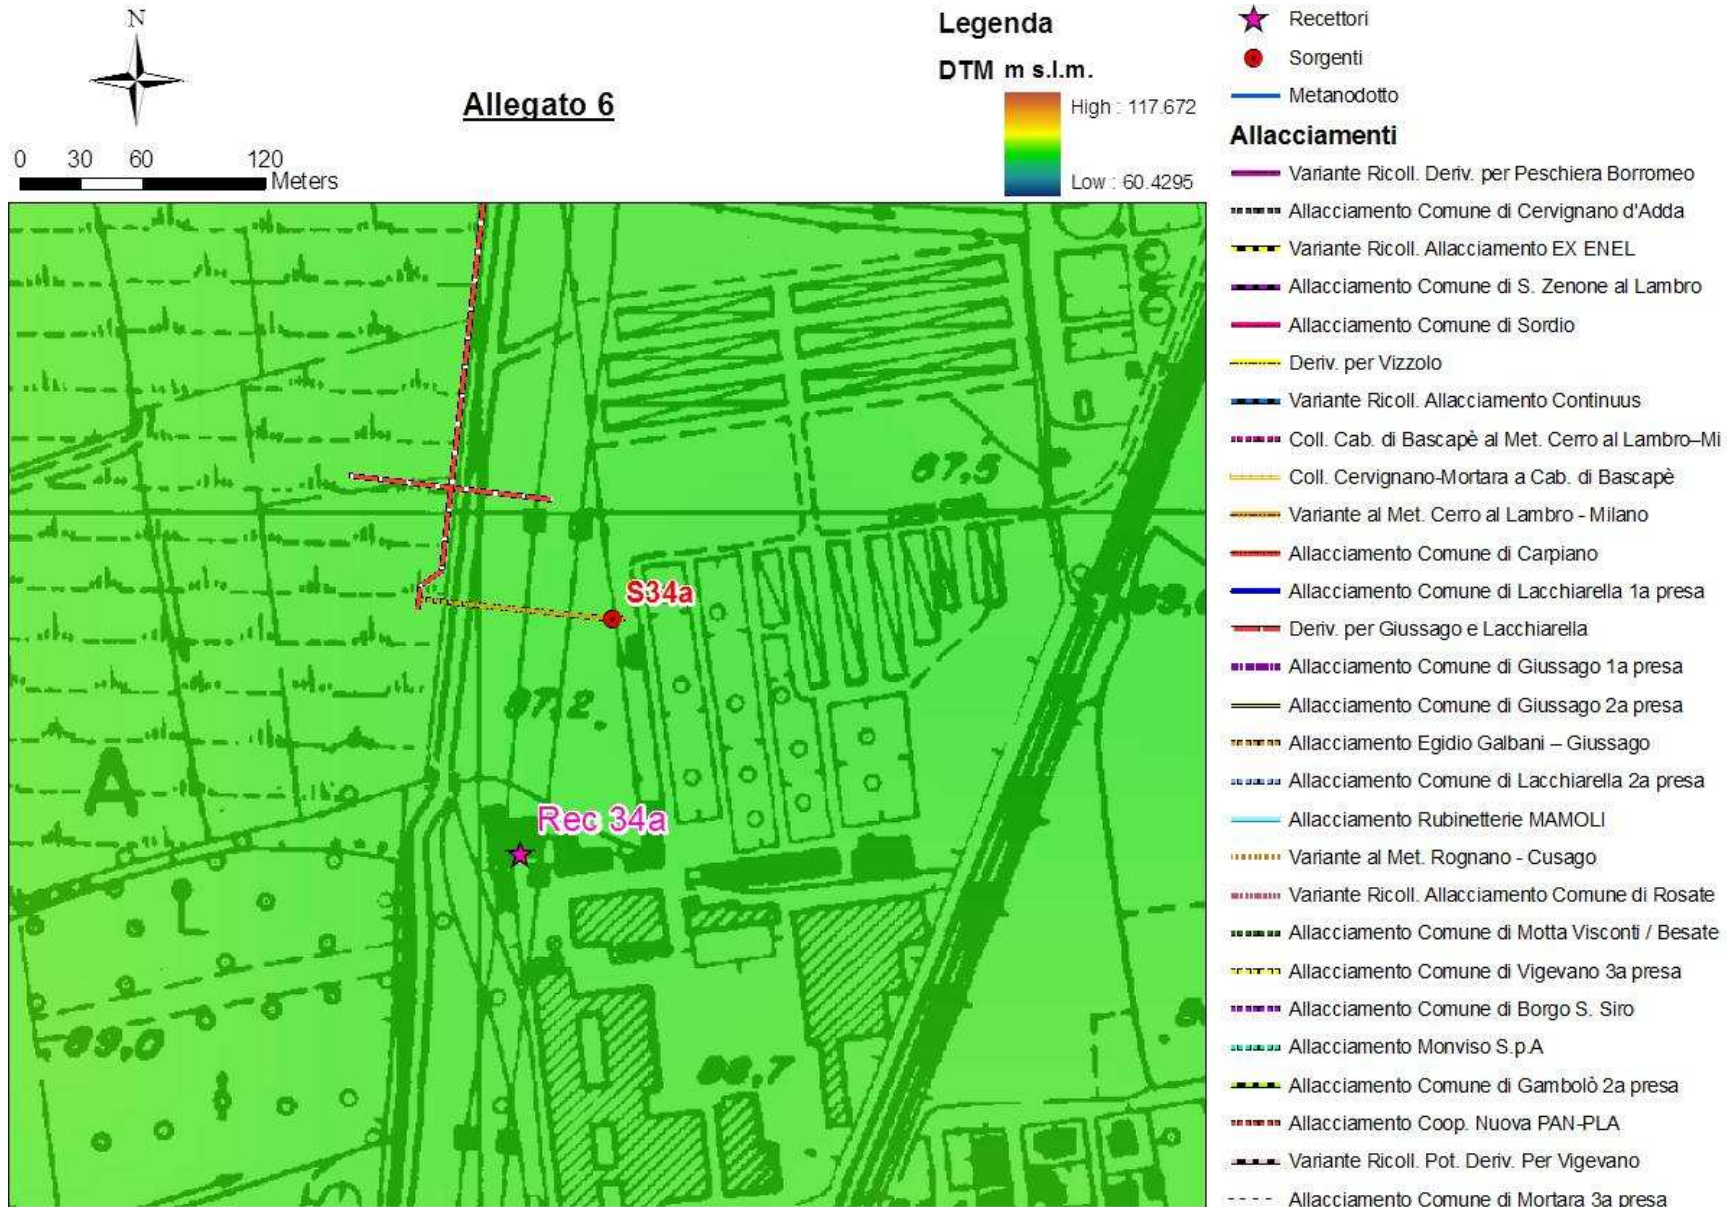 N
Allegato 6
0 30 60 120
Meters
Legenda
DTM m s.l.m.
High : 117.672
Low : 60.4295
Recettori
Sorgenti
Metanodotto
Allacciamenti
Variante Ricoll. Deriv. per Peschiera Borromeo
Allacciamento Comune di Cervignano d'Adda
Variante Ricoll. Allacciamento EX ENEL
Allacciamento Comune di S. Zenone al Lambro
Allacciamento Comune di Sordio
Deriv. per Vizzolo
Variante Ricoll. Allacciamento Continuus
Coll. Cab. di Bascapè al Met. Cerro al Lambro–Mi
Coll. Cervignano-Mortara a Cab. di Bascapè
Variante al Met. Cerro al Lambro - Milano
Allacciamento Comune di Carpiano
Allacciamento Comune di Lacchiarella 1a presa
Deriv. per Giussago e Lacchiarella
Allacciamento Comune di Giussago 1a presa
Allacciamento Comune di Giussago 2a presa
Allacciamento Egidio Galbani – Giussago
Allacciamento Comune di Lacchiarella 2a presa
Allacciamento Rubinetterie MAMOLI
Variante al Met. Rognano - Cusago
Variante Ricoll. Allacciamento Comune di Rosate
Allacciamento Comune di Motta Visconti / Besate
Allacciamento Comune di Vigevano 3a presa
Allacciamento Comune di Borgo S. Siro
Allacciamento Monviso S.p.A
Allacciamento Comune di Gambolò 2a presa
Allacciamento Coop. Nuova PAN-PLA
Variante Ricoll. Pot. Deriv. Per Vigevano
Allacciamento Comune di Mortara 3a presa
S34a
Rec 34a
A